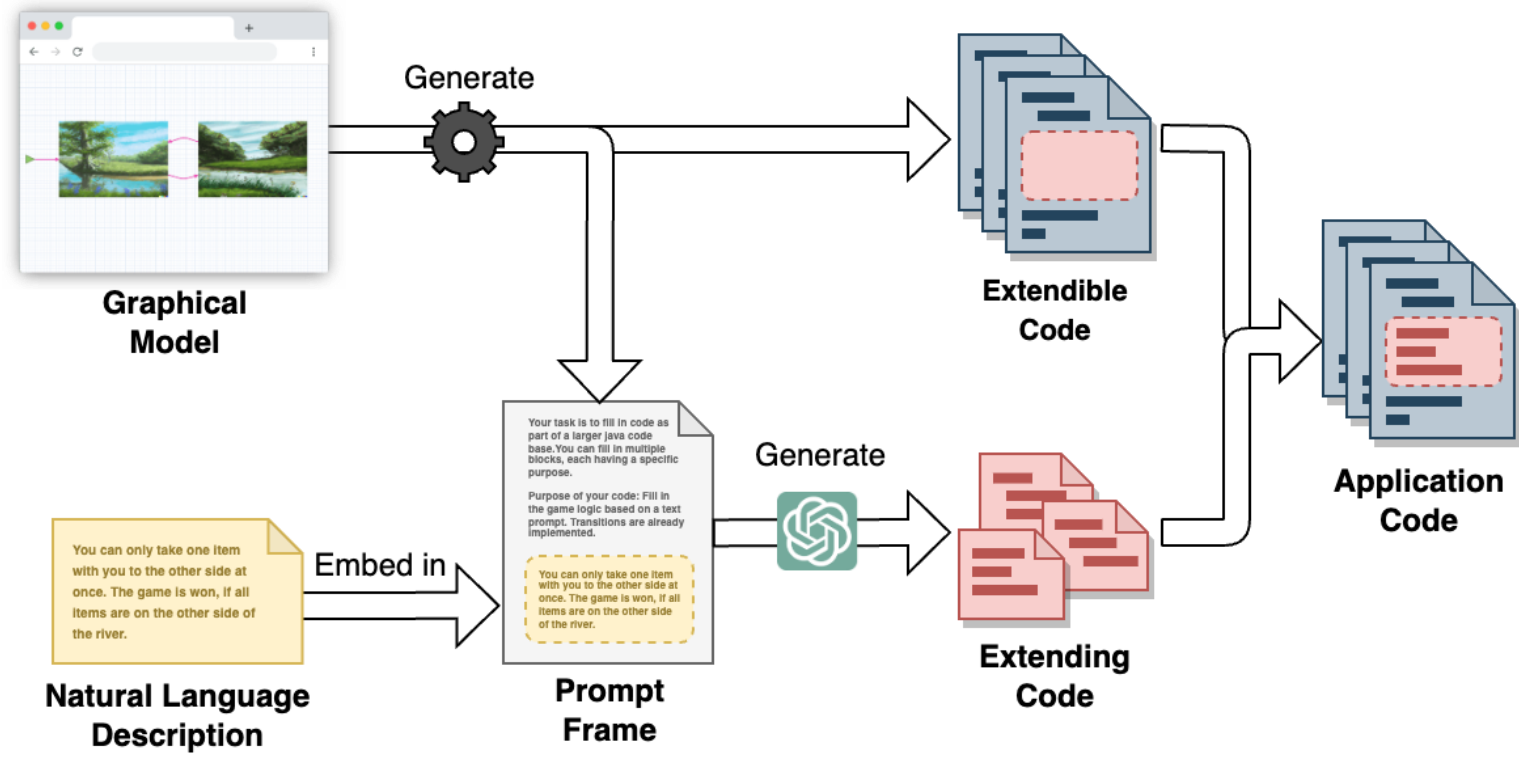 Generate
Graphical
Model
Extendible
Code
Your task is to fill in code as
part of a larger java code
base.You can fill in multiple
blocks, each having a specific
purpose.
Purpose of your code: Fill in
the game logic based on a text
prompt. Transitions are already
implemented.
You can only take one item
with you to the other side at
once. The game is won, if all
items are on the other side
of the river.
Prompt
Frame
You can only take one item
with you to the other side at
once. The game is won, if all
items are on the other side of
the river.
Embed in
Natural Language
Description
Generate
Extending
Code
Application
Code